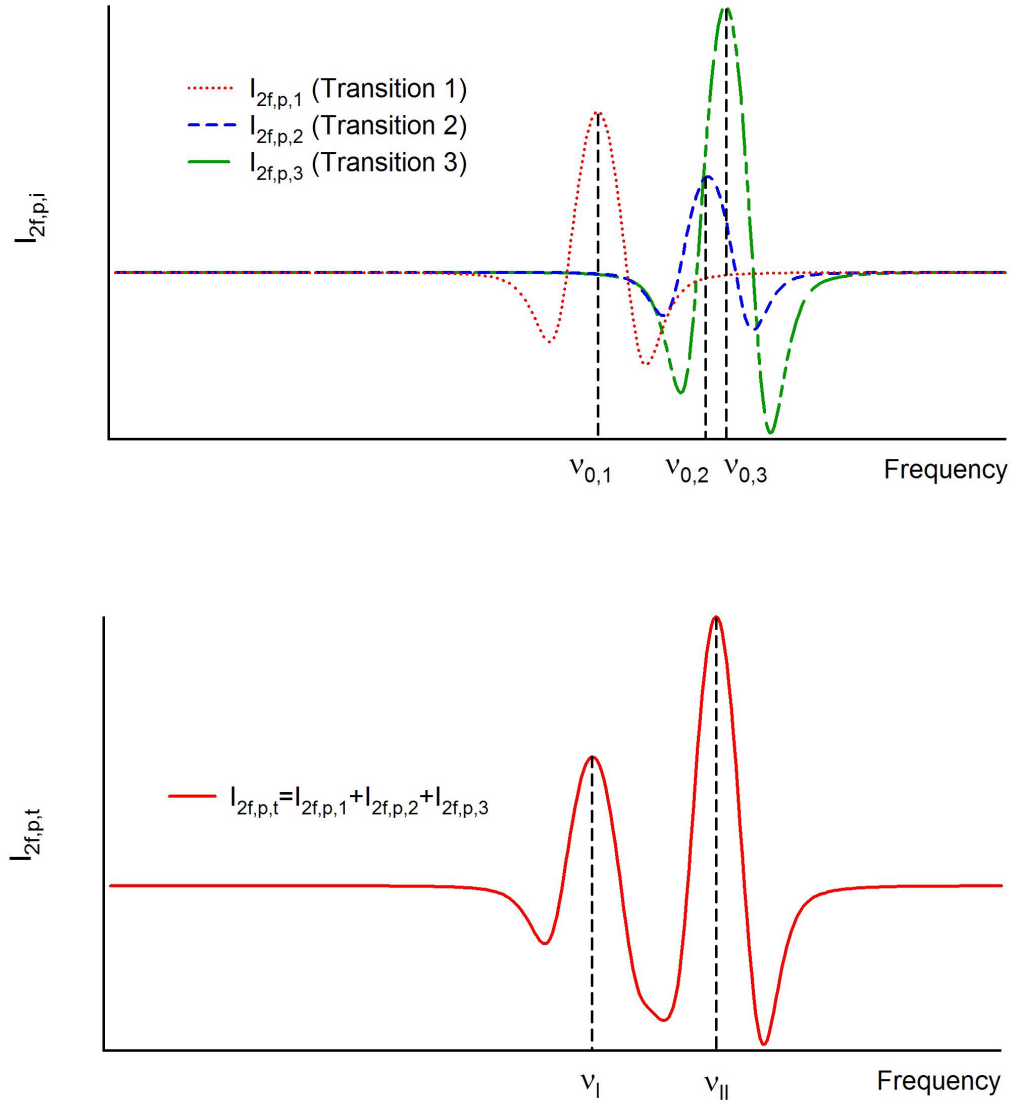 I2f,p,1 (Transition 1)
I2f,p,2 (Transition 2)
I2f,p,3 (Transition 3)
I2f,p,i
ν0,1
ν0,2
ν0,3
Frequency
I2f,p,t=I2f,p,1+I2f,p,2+I2f,p,3
I2f,p,t
νI
νII
Frequency